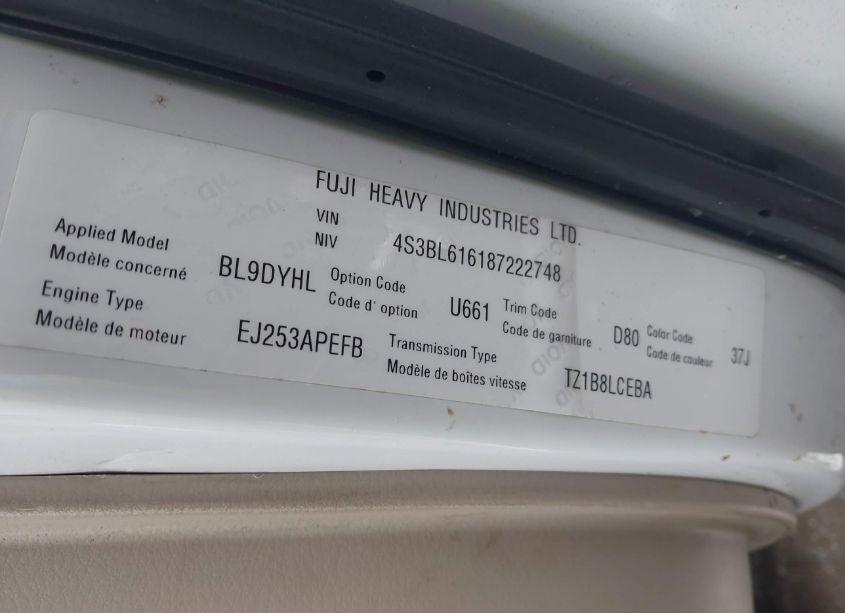 FUJI HEAVY INDUSTRIES LTD.
VIN
NIV 4S3BL616187222748
Applied Model
Modèle concerné BL9DYHL
Option Code
Code d' option U661
Trim Code
Code de garniture D80
Color Code
Code de couleur 37J
Engine Type
Modèle de moteur EJ253APEFB
Transmission Type
Modèle de boîtes vitesse TZ1B8LCEBA